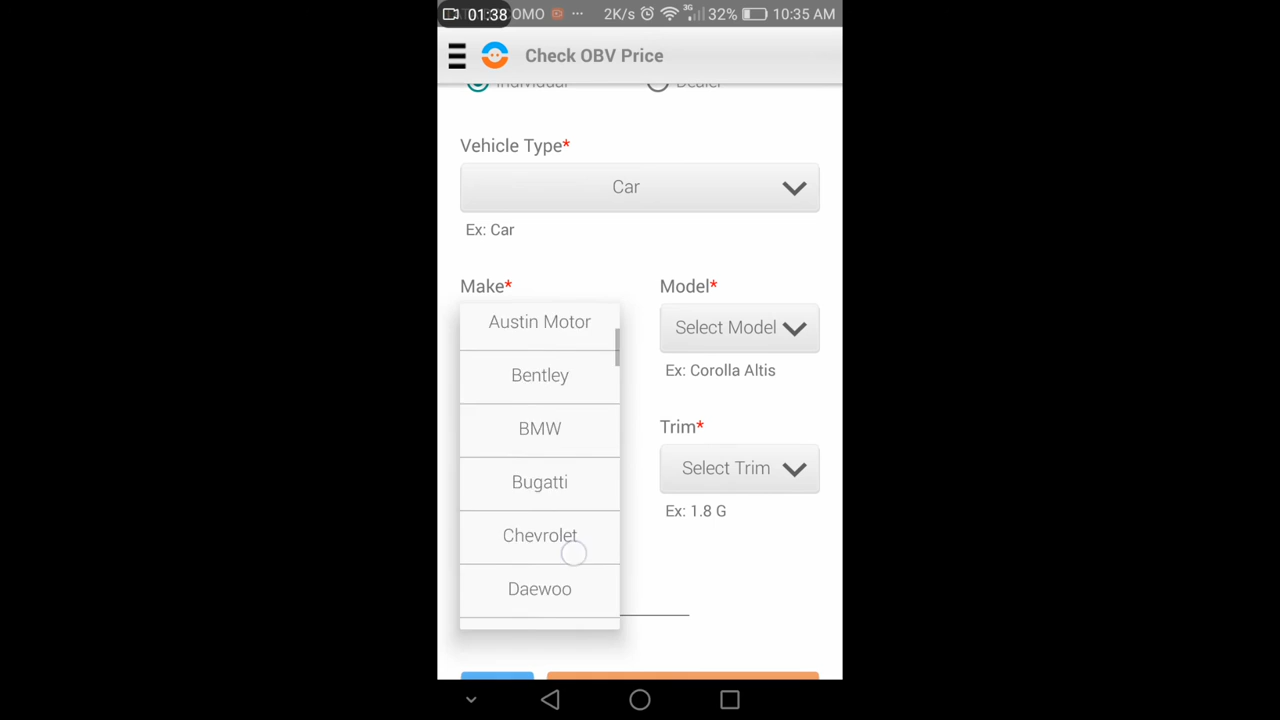 01:38 OMO ... 2K/s 3G 32% 10:35 AM
Check OBV Price
Individual Dealer
Vehicle Type*
Car
Ex: Car
Make* Model*
Austin Motor
Select Model
Bentley
Ex: Corolla Altis
BMW
Trim*
Bugatti
Select Trim
Ex: 1.8 G
Chevrolet
Daewoo